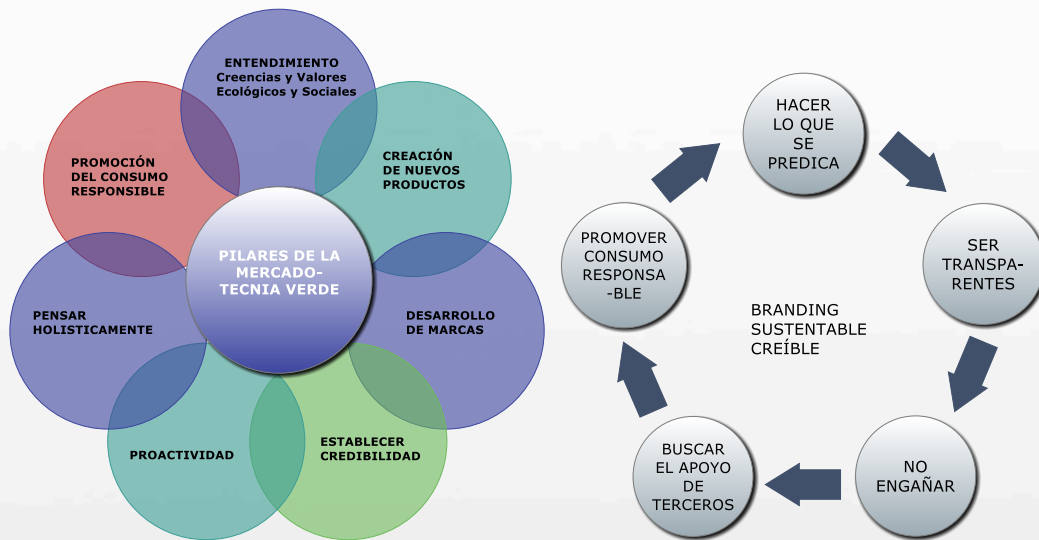 ENTENDIMIENTO
Creencias y Valores
Ecológicos y Sociales
CREACIÓN
DE NUEVOS
PRODUCTOS
DESARROLLO
DE MARCAS
ESTABLECER
CREDIBILIDAD
PROACTIVIDAD
PENSAR
HOLISTICAMENTE
PROMOCIÓN
DEL CONSUMO
RESPONSIBLE
PILARES DE LA
MERCADO-
TECNIA VERDE
HACER
LO QUE
SE
PREDICA
SER
TRANSPA-
RENTES
NO
ENGAÑAR
BUSCAR
EL APOYO
DE
TERCEROS
PROMOVER
CONSUMO
RESPONSA
-BLE
BRANDING
SUSTENTABLE
CREÍBLE